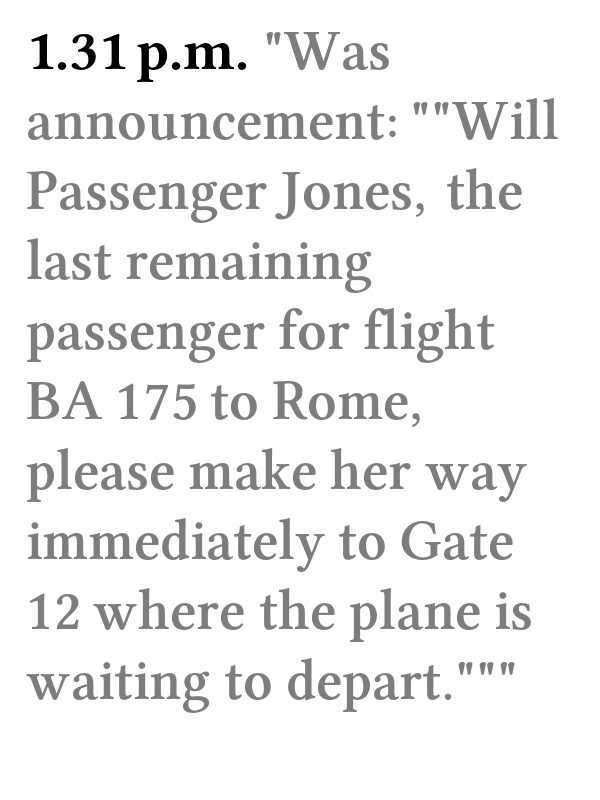 1.31 p.m. "Was
announcement: ""Will
Passenger Jones, the
last remaining
passenger for flight
BA 175 to Rome,
please make her way
immediately to Gate
12 where the plane is
waiting to depart."""